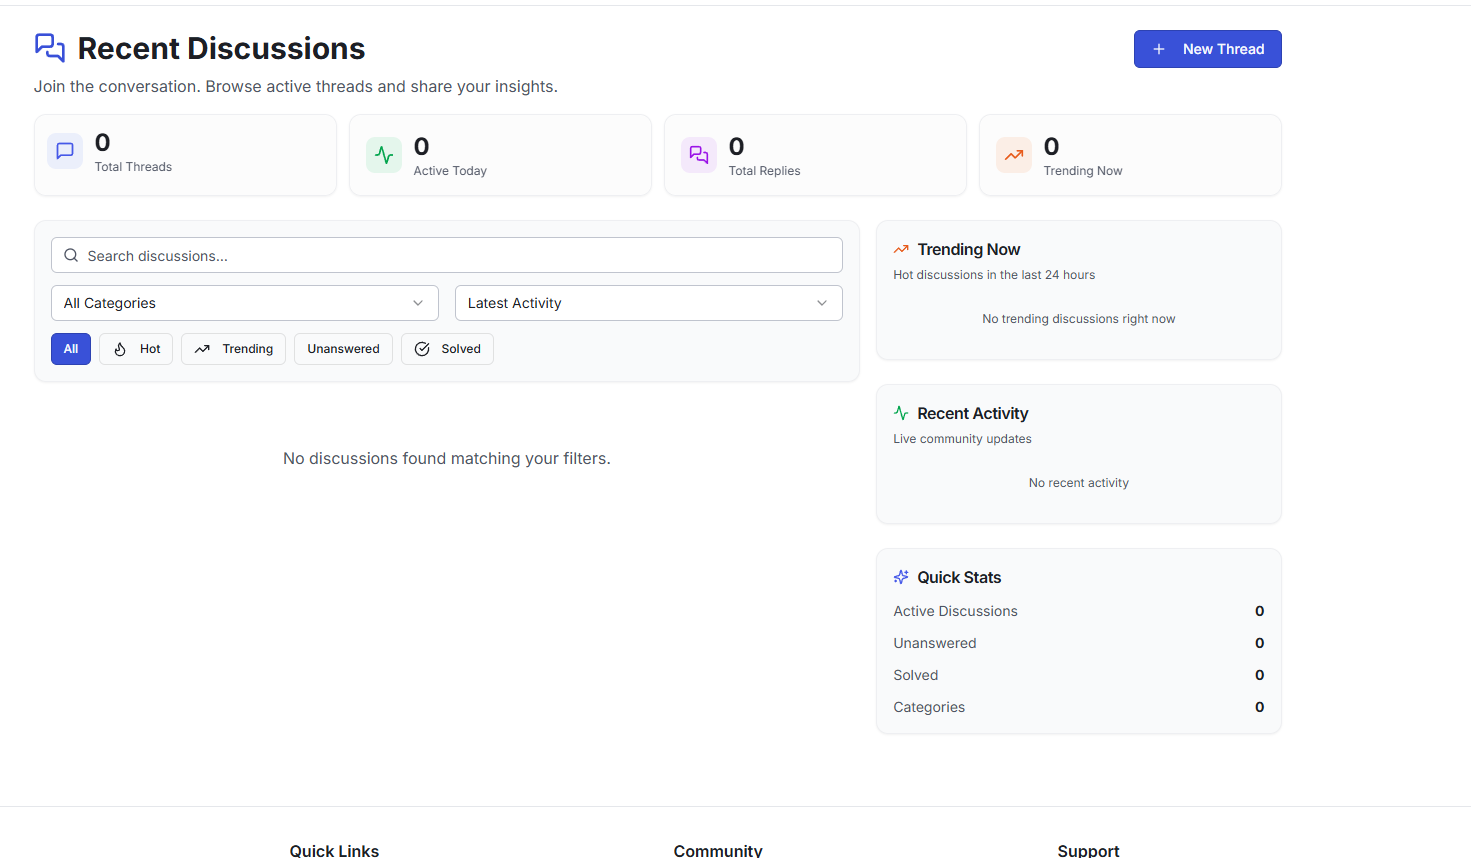 Recent Discussions
New Thread
Join the conversation. Browse active threads and share your insights.
0
Total Threads
0
Active Today
0
Total Replies
0
Trending Now
Search discussions...
All Categories
Latest Activity
All
Hot
Trending
Unanswered
Solved
No discussions found matching your filters.
Trending Now
Hot discussions in the last 24 hours
No trending discussions right now
Recent Activity
Live community updates
No recent activity
Quick Stats
Active Discussions 0
Unanswered 0
Solved 0
Categories 0
Quick Links
Community
Support